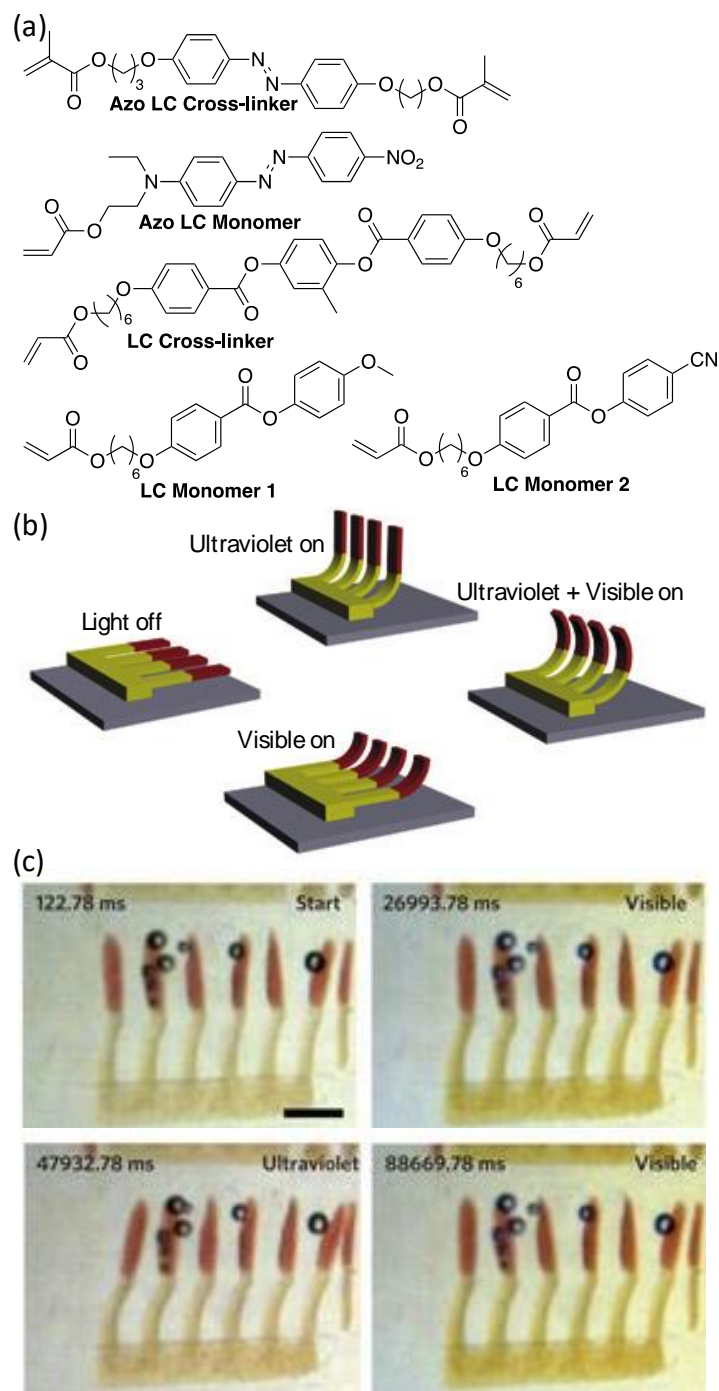 (a)
O O 3 O N N O O O
Azo LC Cross-linker
N N N NO2
O O
Azo LC Monomer
O O O 6 O O
O O O
O O 6 O
LC Cross-linker
O O O O O 6 O
LC Monomer 1
CN O O O O 6 O
LC Monomer 2
(b)
Ultraviolet on
Ultraviolet + Visible on
Light off
Visible on
(c)
122.78 ms Start
26993.78 ms Visible
47932.78 ms Ultraviolet
88669.78 ms Visible